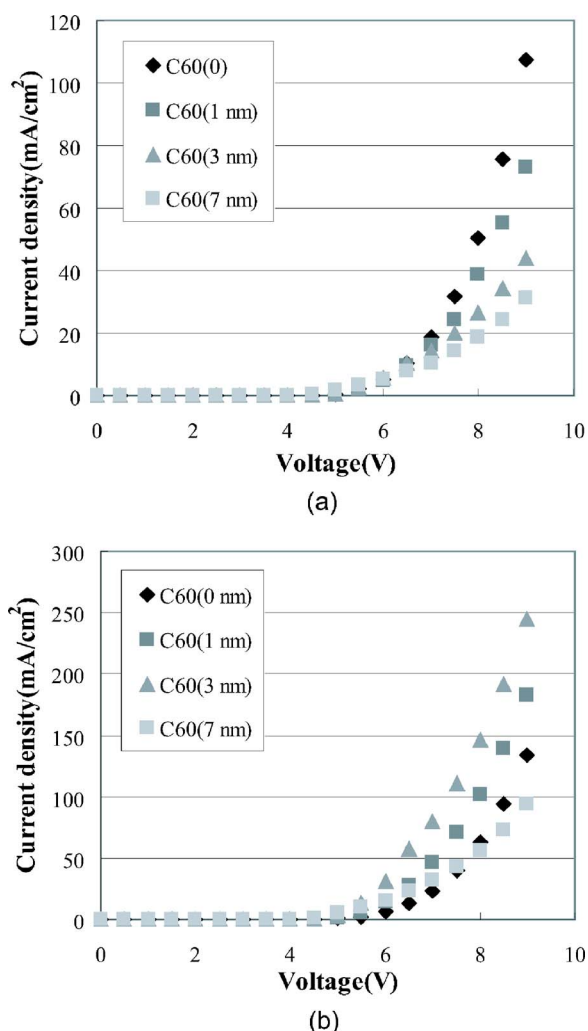 120
100
80
60
40
20
0
Current density(mA/cm²)
C60(0)
C60(1 nm)
C60(3 nm)
C60(7 nm)
0 2 4 6 8 10
Voltage(V)
(a)
300
250
200
150
100
50
0
Current density(mA/cm²)
C60(0 nm)
C60(1 nm)
C60(3 nm)
C60(7 nm)
0 2 4 6 8 10
Voltage(V)
(b)